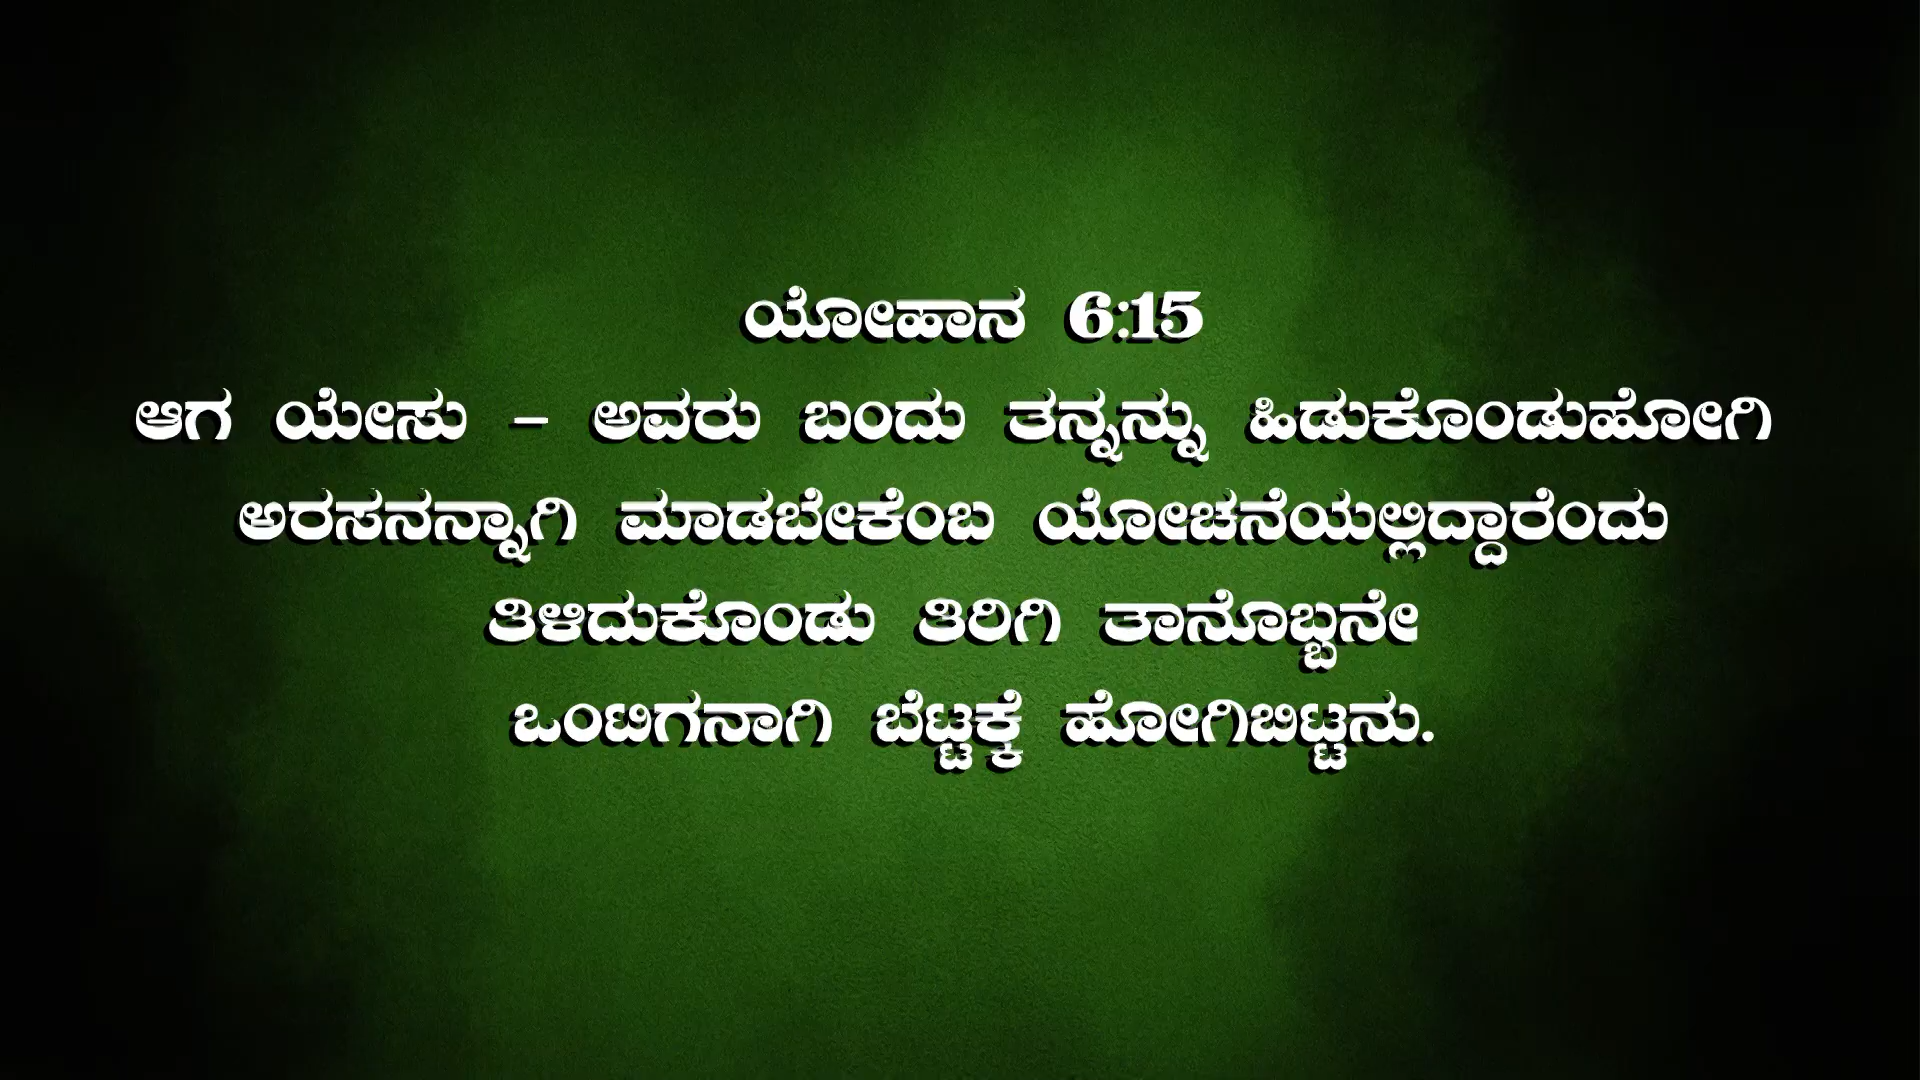 ಯೋಹಾನ 6:15
ಆಗ ಯೇಸು – ಅವರು ಬಂದು ತನ್ನನ್ನು ಹಿಡುಕೊಂಡುಹೋಗಿ
ಅರಸನನ್ನಾಗಿ ಮಾಡಬೇಕೆಂಬ ಯೋಚನೆಯಲ್ಲಿದ್ದಾರೆಂದು
ತಿಳಿದುಕೊಂಡು ತಿರಿಗಿ ತಾನೊಬ್ಬನೇ
ಒಂಟಿಗನಾಗಿ ಬೆಟ್ಟಕ್ಕೆ ಹೋಗಿಬಿಟ್ಟನು.